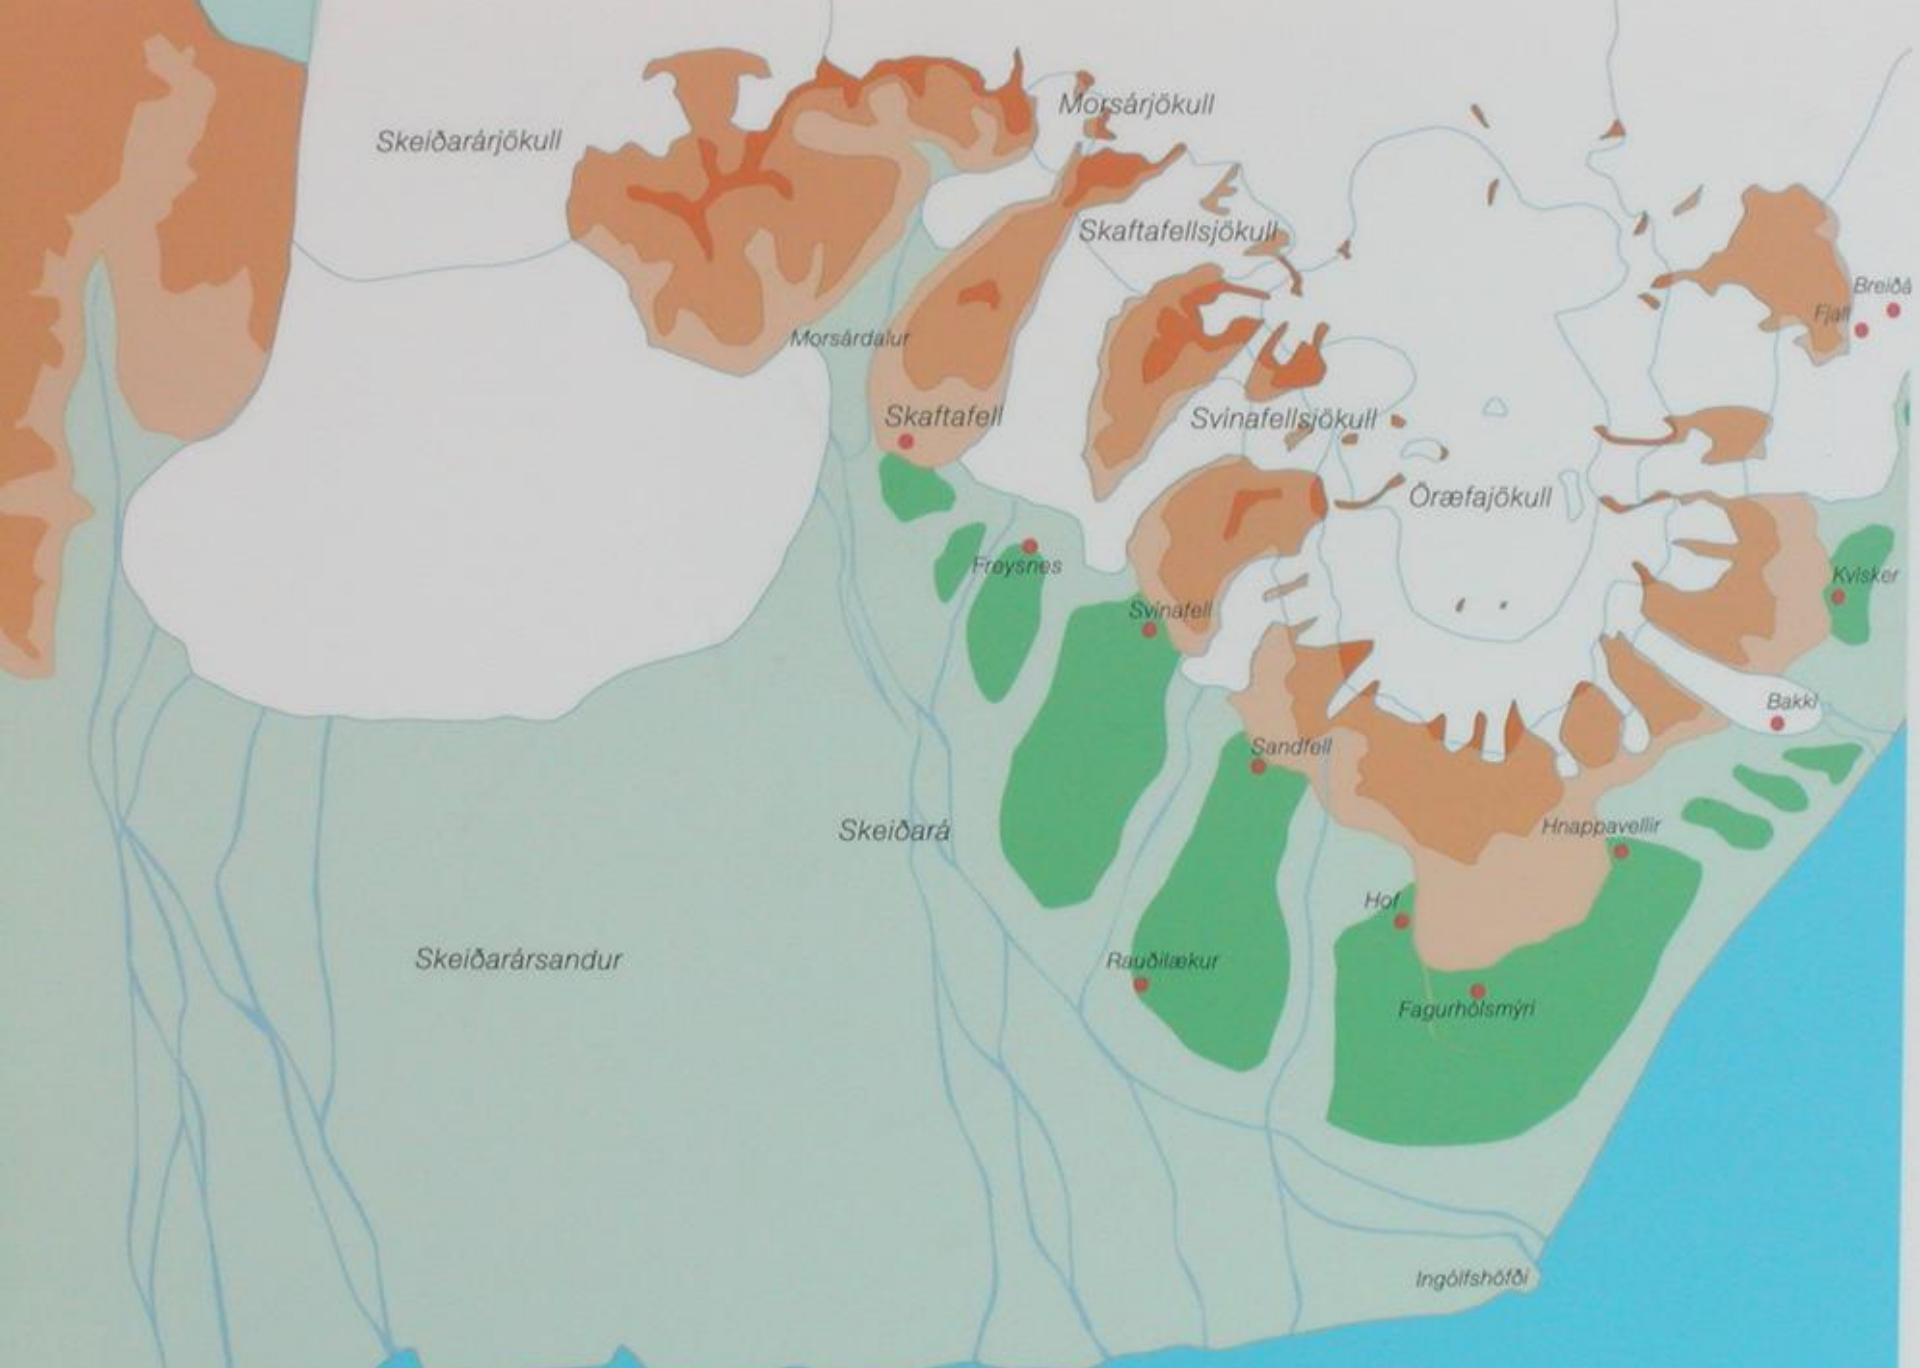 Morsárjökull
Skeiðarárjökull
Skaftafellsjökull
Breiðá
Fjall
Morsárdalur
Skaftafell
Svínafellsjökull
Öræfajökull
Freysnes
Kvísker
Svínafell
Bakki
Sandfell
Hnappavellir
Skeiðará
Hof
Skeiðarársandur
Rauðilækur
Fagurhólsmýri
Ingólfshöfði